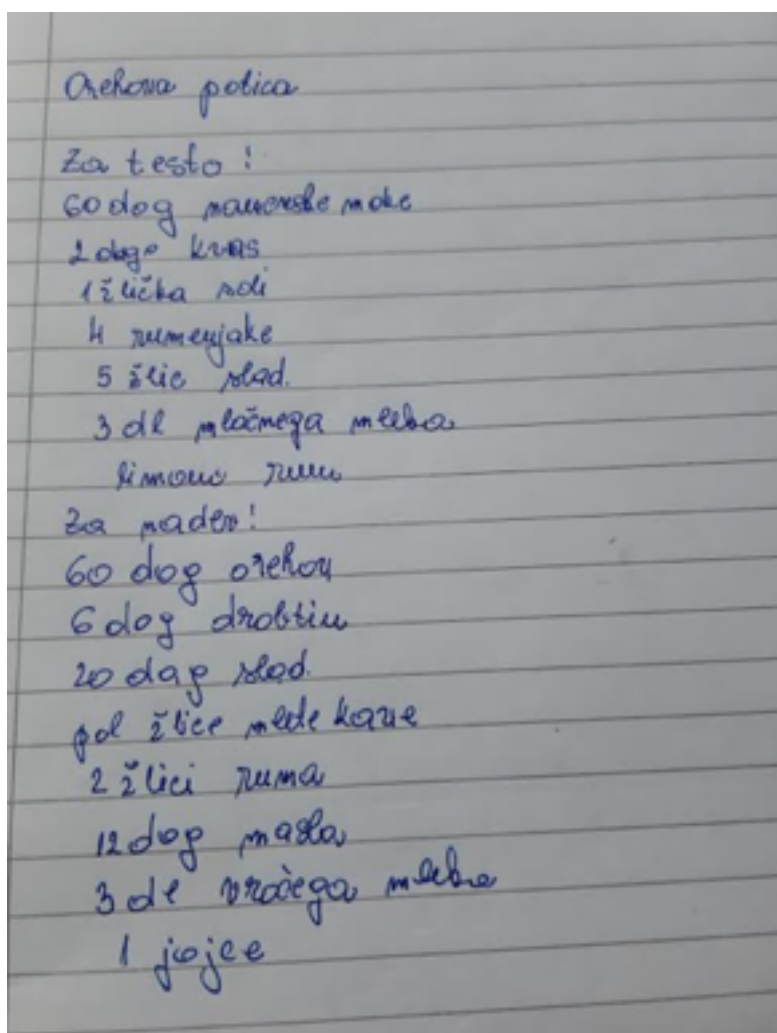 Orehova potica
Za testo!
60 dag moke
2 dag kvas
1 žlička soli
4 rumenjake
5 žlic slad.
3 dl mlačnega mleka
limono rum
Za nadev!
60 dag orehov
6 dag drobtin
20 dag slad.
pol žlice mlete kave
2 žlici ruma
12 dag masla
3 dl vročega mleka
1 jajce